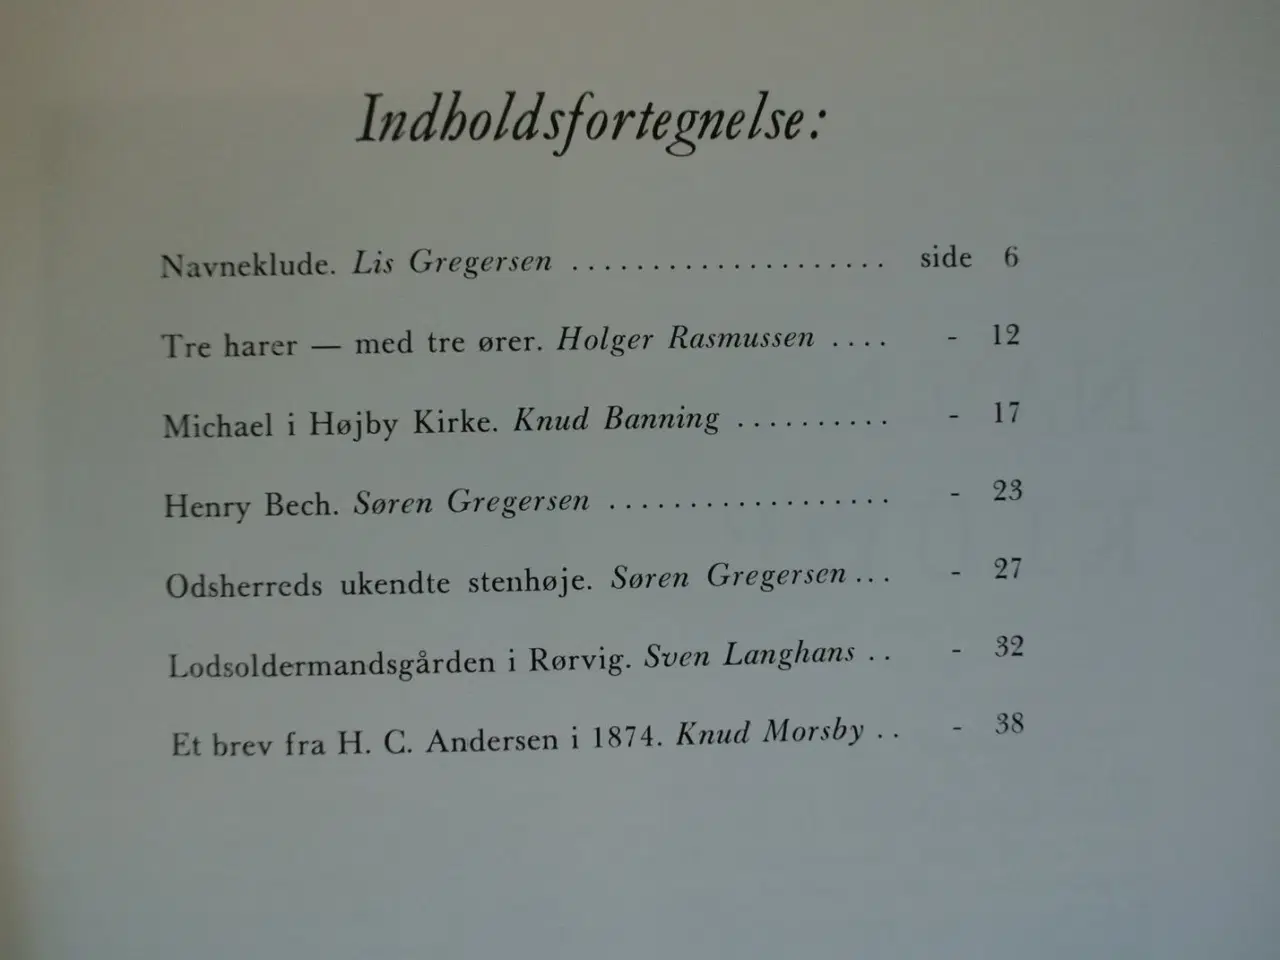 Indholdsfortegnelse:
Navneklude. Lis Gregersen .................... side 6
Tre harer — med tre ører. Holger Rasmussen .... - 12
Michael i Højby Kirke. Knud Banning .......... - 17
Henry Bech. Søren Gregersen .................. - 23
Odsherreds ukendte stenhøje. Søren Gregersen ... - 27
Lodsoldermandsgården i Rørvig. Sven Langhans .. - 32
Et brev fra H. C. Andersen i 1874. Knud Morsby .. - 38